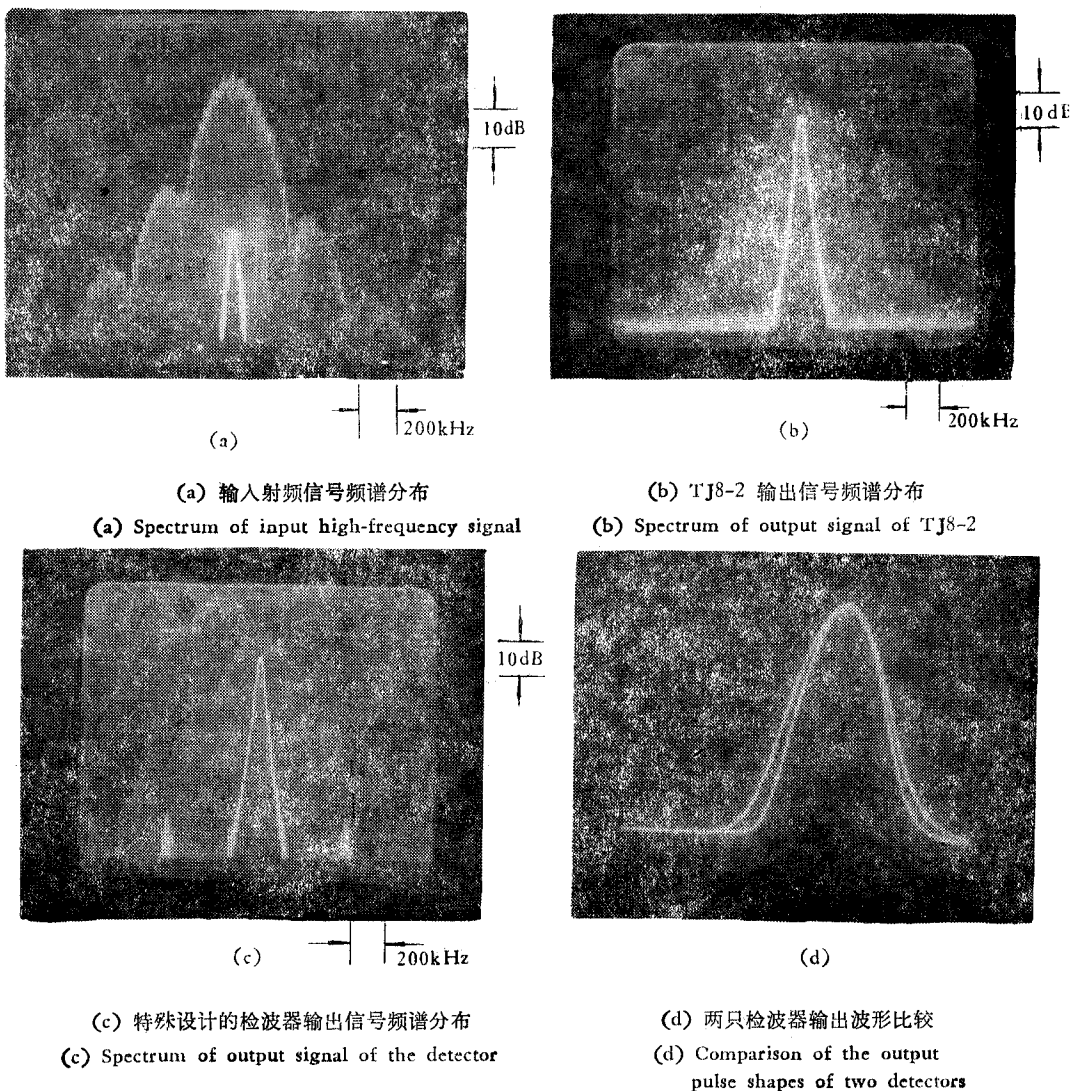 10dB
200kHz
(a)
(a) 输入射频信号频谱分布
(a) Spectrum of input high-frequency signal
10dB
200kHz
(b)
(b) TJ8-2 输出信号频谱分布
(b) Spectrum of output signal of TJ8-2
10dB
200kHz
(c)
(c) 特殊设计的检波器输出信号频谱分布
(c) Spectrum of output signal of the detector
(d)
(d) 两只检波器输出波形比较
(d) Comparison of the output
pulse shapes of two detectors